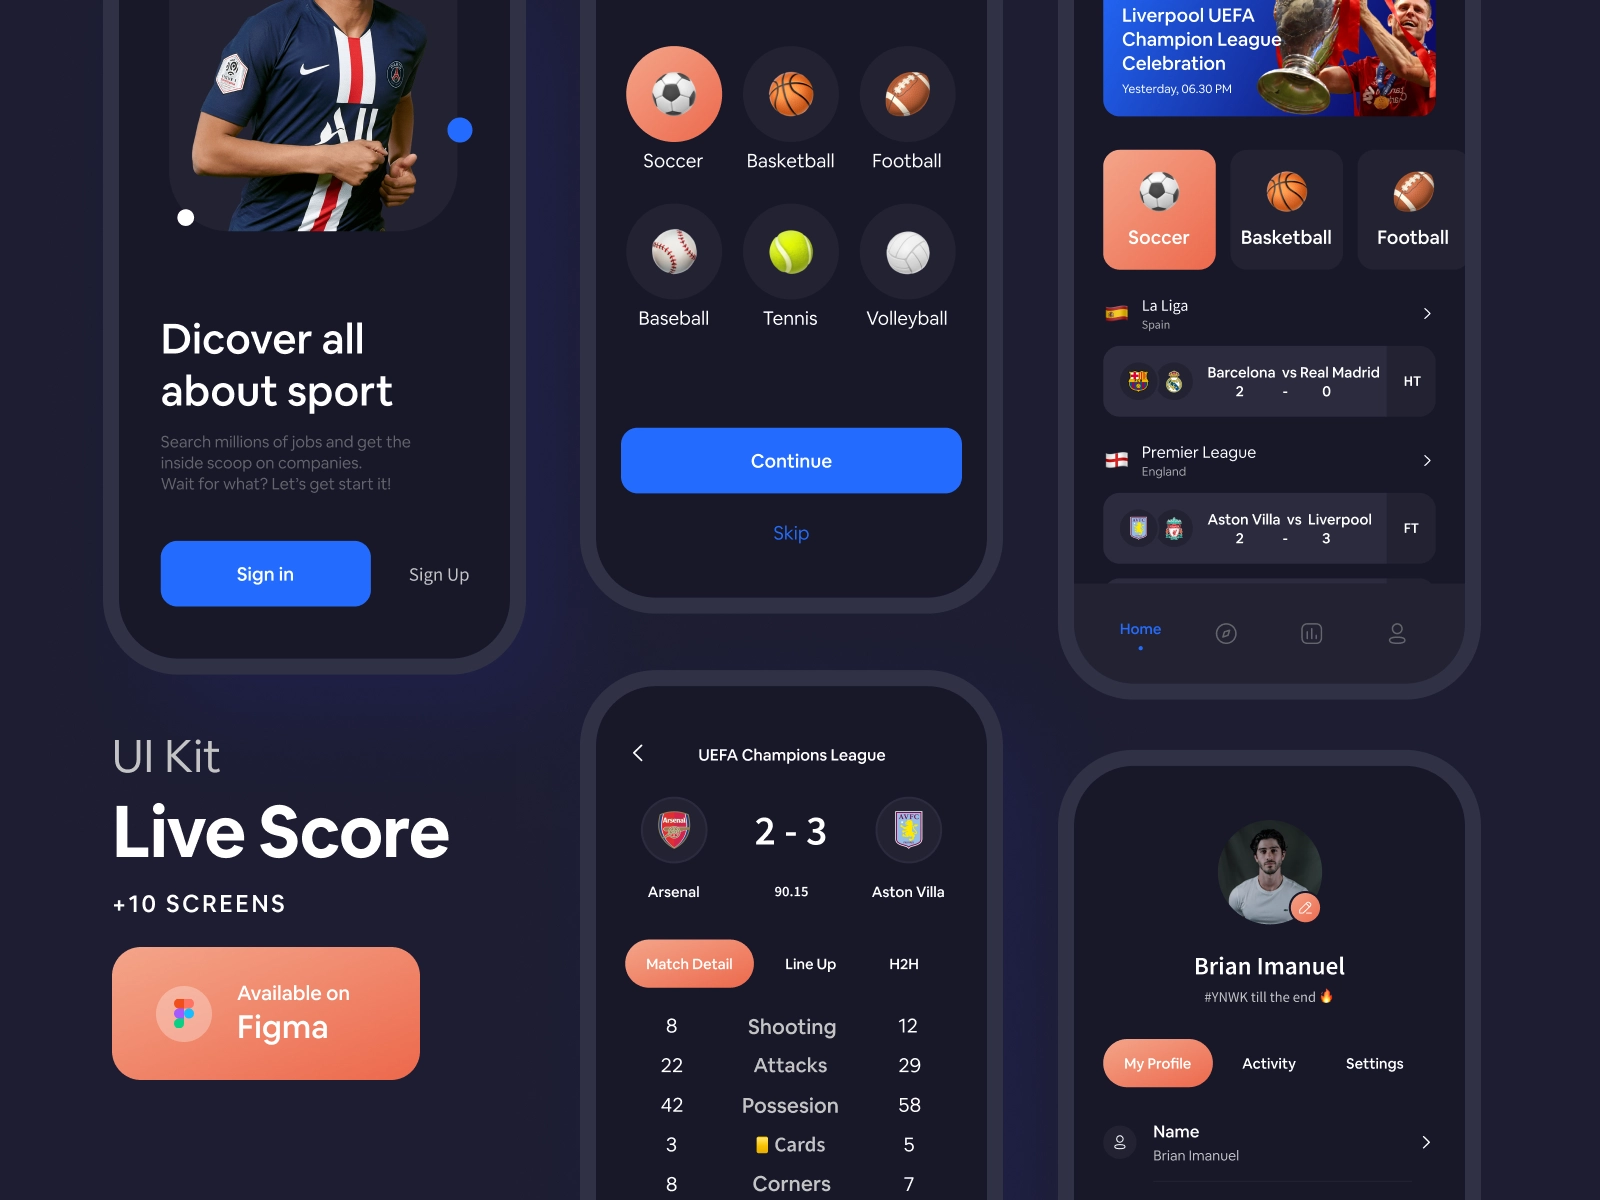 Dicover all
about sport
Search millions of jobs and get the
inside scoop on companies.
Wait for what? Let's get start it!
Sign in
Sign Up
UI Kit
Live Score
+10 SCREENS
Available on
Figma
Soccer
Basketball
Football
Baseball
Tennis
Volleyball
Continue
Skip
UEFA Champions League
Arsenal
AVFC
2 - 3
Arsenal
90.15
Aston Villa
Match Detail
Line Up
H2H
8 Shooting 12
22 Attacks 29
42 Possesion 58
3 Cards 5
8 Corners 7
Liverpool UEFA
Champion League
Celebration
Yesterday, 06.30 PM
Soccer
Basketball
Football
La Liga
Spain
Barcelona vs Real Madrid
2 - 0
HT
Premier League
England
Aston Villa vs Liverpool
2 - 3
FT
Home
Brian Imanuel
#YNWK till the end 🔥
My Profile
Activity
Settings
Name
Brian Imanuel